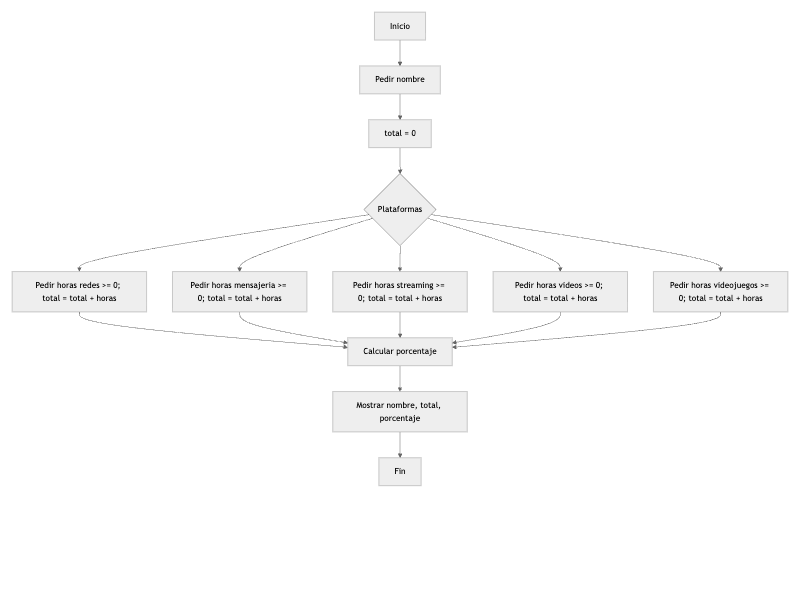 Inicio
Pedir nombre
total = 0
Plataformas
Pedir horas redes >= 0;
total = total + horas
Pedir horas mensajeria >=
0; total = total + horas
Pedir horas streaming >=
0; total = total + horas
Pedir horas videos >= 0;
total = total + horas
Pedir horas videojuegos >=
0; total = total + horas
Calcular porcentaje
Mostrar nombre, total,
porcentaje
Fin